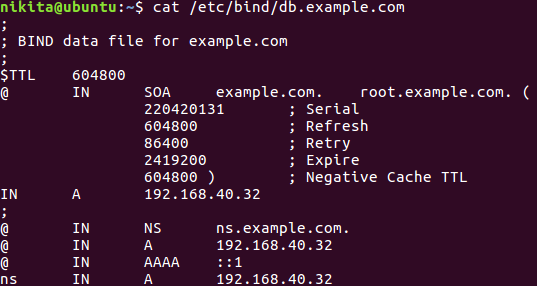 nikita@ubuntu:~$ cat /etc/bind/db.example.com
;
; BIND data file for example.com
;
$TTL    604800
@       IN      SOA     example.com.    root.example.com. (
                220420131       ; Serial
                604800          ; Refresh
                86400           ; Retry
                2419200         ; Expire
                604800 )        ; Negative Cache TTL
IN      A       192.168.40.32
;
@       IN      NS      ns.example.com.
@       IN      A       192.168.40.32
@       IN      AAAA    ::1
ns      IN      A       192.168.40.32